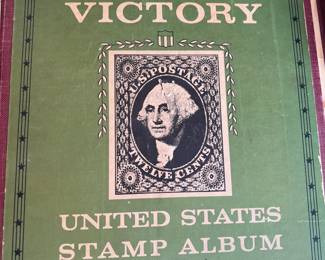 VICTORY
U.S. POSTAGE
TWELVE CENTS
UNITED STATES
STAMP ALBUM